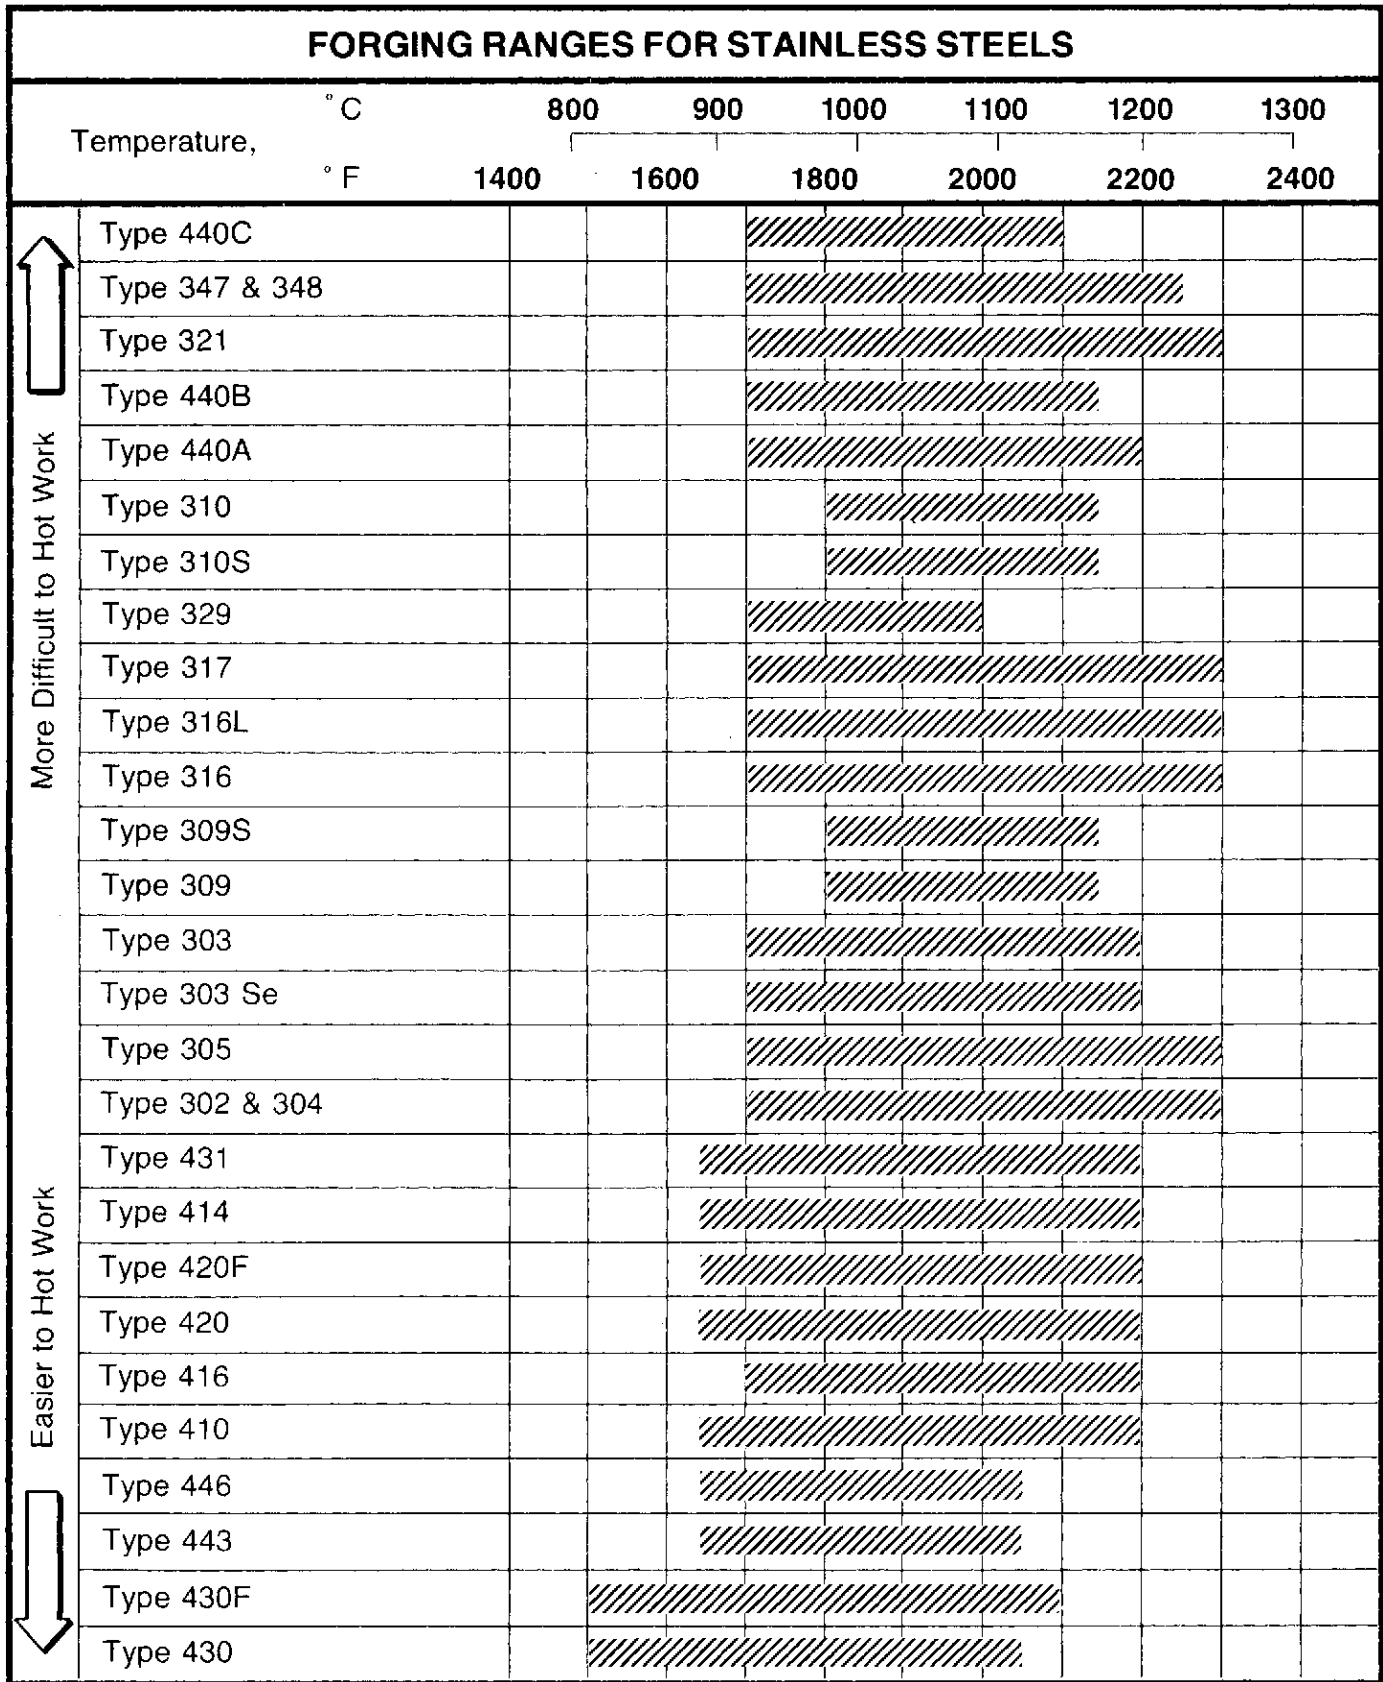 FORGING RANGES FOR STAINLESS STEELS
° C 800 900 1000 1100 1200 1300
Temperature,
° F 1400 1600 1800 2000 2200 2400
More Difficult to Hot Work
Easier to Hot Work
Type 440C
Type 347 & 348
Type 321
Type 440B
Type 440A
Type 310
Type 310S
Type 329
Type 317
Type 316L
Type 316
Type 309S
Type 309
Type 303
Type 303 Se
Type 305
Type 302 & 304
Type 431
Type 414
Type 420F
Type 420
Type 416
Type 410
Type 446
Type 443
Type 430F
Type 430